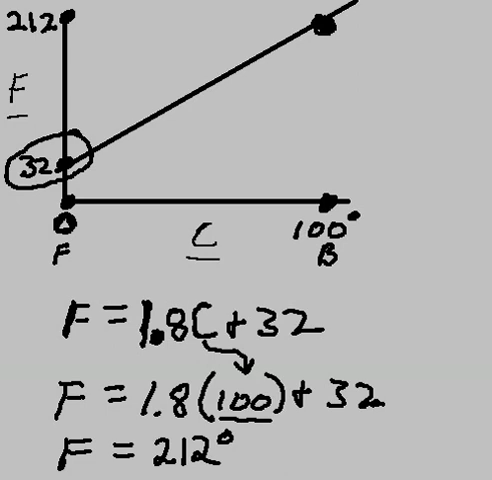 212
F
32
0 100°
F C B
F = 1.8C + 32
F = 1.8(100) + 32
F = 212°